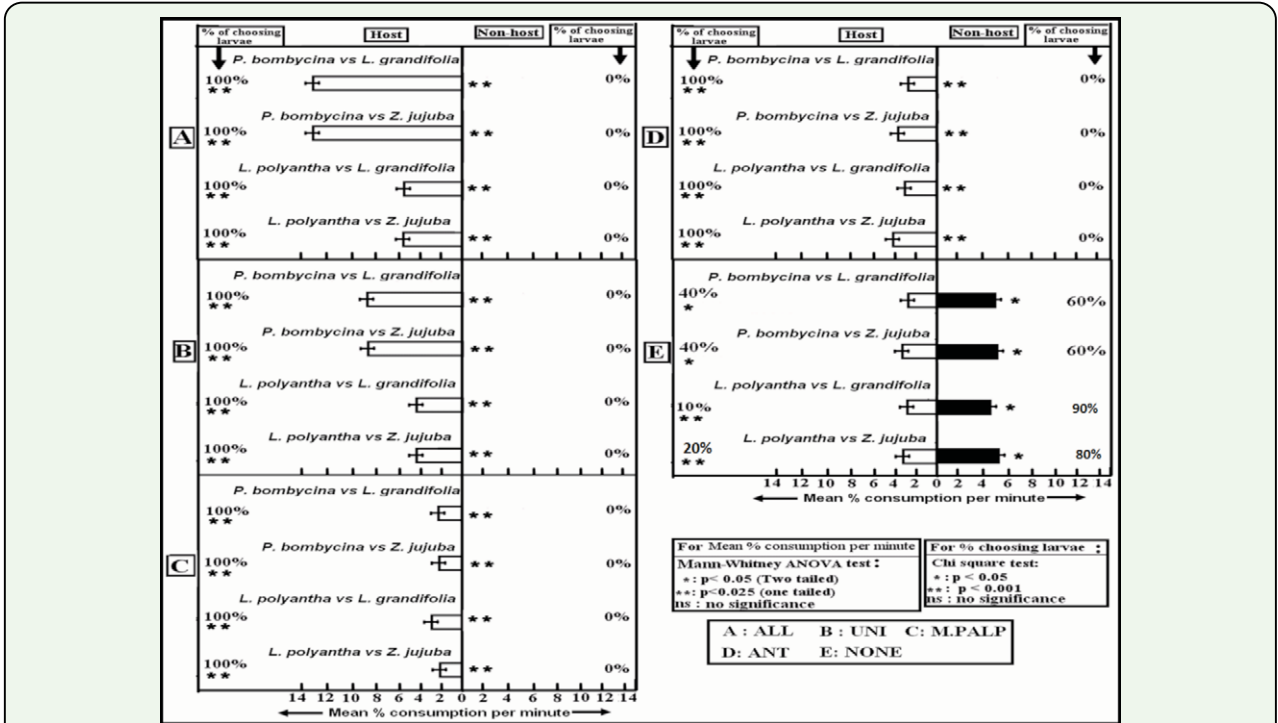 % of choosing larvae Host Non-host % of choosing larvae
P. bombycina vs L. grandifolia
100% ** ** 0%
P. bombycina vs Z. jujuba
A 100% ** ** 0%
L. polyantha vs L. grandifolia
100% ** ** 0%
L. polyantha vs Z. jujuba
100% ** ** 0%
P. bombycina vs L. grandifolia
100% ** ** 0%
P. bombycina vs Z. jujuba
B 100% ** ** 0%
L. polyantha vs L. grandifolia
100% ** ** 0%
L. polyantha vs Z. jujuba
100% ** ** 0%
P. bombycina vs L. grandifolia
100% ** ** 0%
P. bombycina vs Z. jujuba
C 100% ** ** 0%
L. polyantha vs L. grandifolia
100% ** ** 0%
L. polyantha vs Z. jujuba
100% ** ** 0%
14 12 10 8 6 4 2 0 2 4 6 8 10 12 14
Mean % consumption per minute
% of choosing larvae Host Non-host % of choosing larvae
P. bombycina vs L. grandifolia
100% ** ** 0%
P. bombycina vs Z. jujuba
D 100% ** ** 0%
L. polyantha vs L. grandifolia
100% ** ** 0%
L. polyantha vs Z. jujuba
100% ** ** 0%
P. bombycina vs L. grandifolia
40% * * 60%
P. bombycina vs Z. jujuba
E 40% * * 60%
L. polyantha vs L. grandifolia
10% ** * 90%
L. polyantha vs Z. jujuba
20% ** * 80%
14 12 10 8 6 4 2 0 2 4 6 8 10 12 14
Mean % consumption per minute
For Mean % consumption per minute
Mann-Whitney ANOVA test :
* : p< 0.05 (Two tailed)
**: p<0.025 (one tailed)
ns : no significance
For % choosing larvae :
Chi square test:
* : p < 0.05
**: p < 0.001
ns : no significance
A : ALL B : UNI C: M.PALP
D: ANT E: NONE